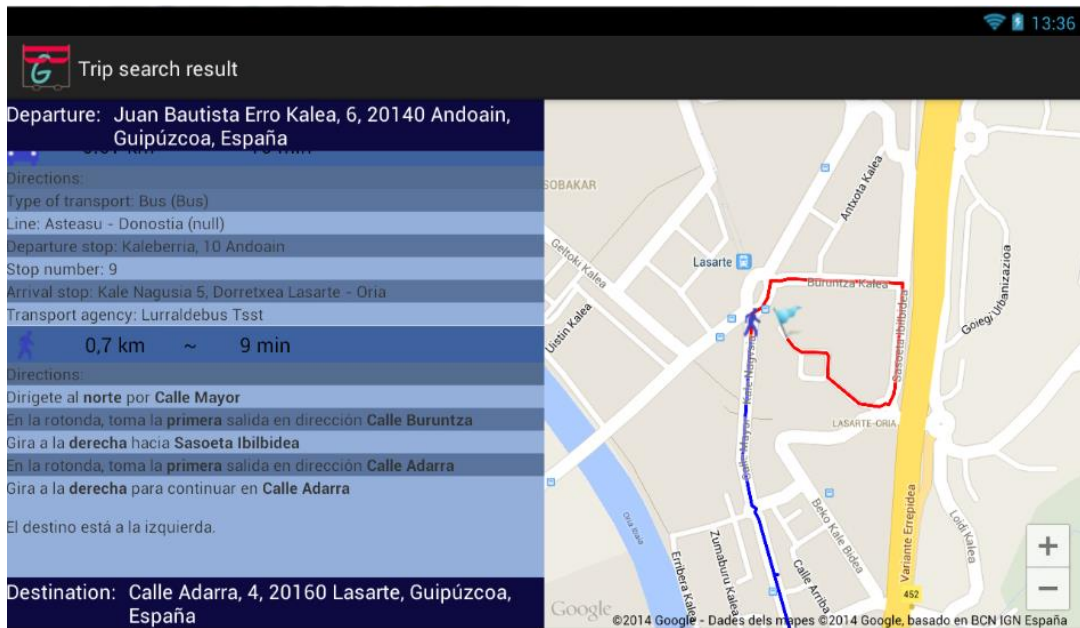 13:36
G
Trip search result
Departure: Juan Bautista Erro Kalea, 6, 20140 Andoain,
Guipúzcoa, España
Directions:
Type of transport: Bus (Bus)
Line: Asteasu - Donostia (null)
Departure stop: Kaleberria, 10 Andoain
Stop number: 9
Arrival stop: Kale Nagusia 5, Dorretxea Lasarte - Oria
Transport agency: Lurraldebus Tsst
0,7 km ~ 9 min
Directions:
Dirígete al norte por Calle Mayor
En la rotonda, toma la primera salida en dirección Calle Buruntza
Gira a la derecha hacia Sasoeta Ibilbidea
En la rotonda, toma la primera salida en dirección Calle Adarra
Gira a la derecha para continuar en Calle Adarra
El destino está a la izquierda.
Destination: Calle Adarra, 4, 20160 Lasarte, Guipúzcoa,
España
SOBAKAR
Antxota Kalea
Geltoki Kalea
Lasarte
Buruntza Kalea
Goiegi Urbanizazioa
Uistin Kalea
Calle Mayor - Kale Nagusia
Sasoeta Ibilbidea
LASARTE-ORIA
Oria Ibaia
Erribera Kalea
Zumaburu Kalea
Beko Kale Bidea
Calle Arriba
Variante Errepidea
Loidi Kalea
452
+
−
Google
©2014 Google - Dades dels mapes ©2014 Google, basado en BCN IGN España